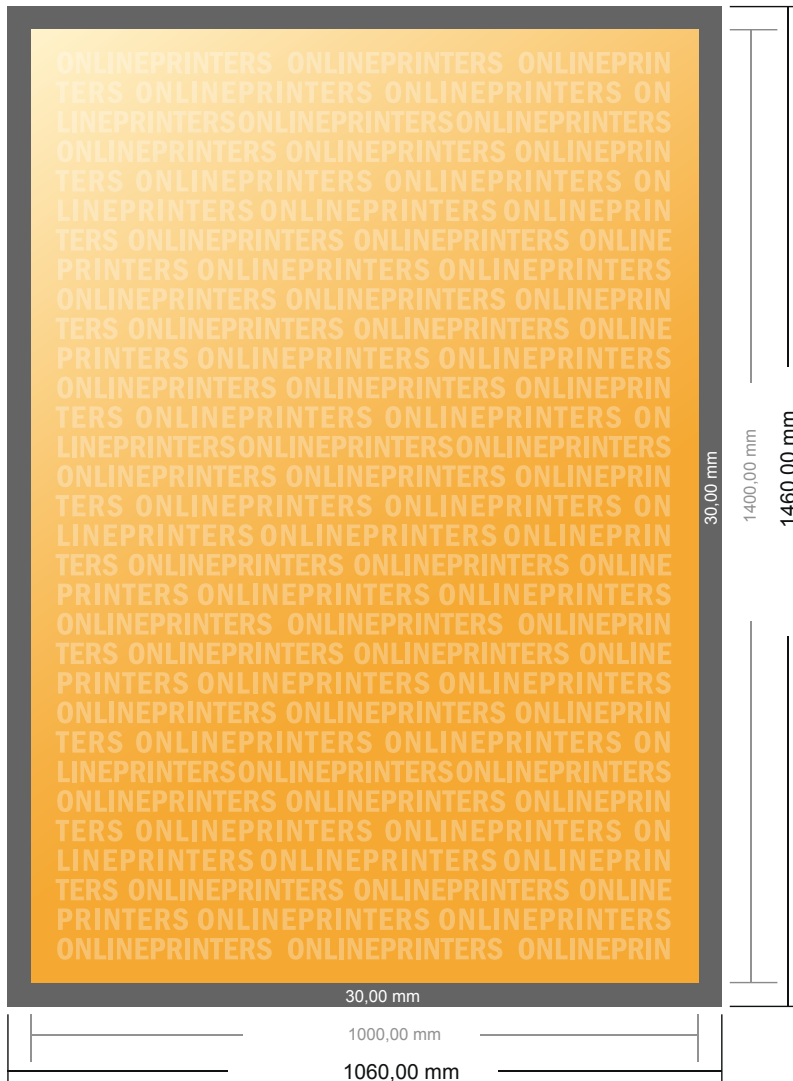 ONLINEPRINTERS ONLINEPRINTERS ONLINEPRIN
TERS ONLINEPRINTERS ONLINEPRINTERS ON
LINEPRINTERSONLINEPRINTERSONLINEPRINTERS
ONLINEPRINTERS ONLINEPRINTERS ONLINEPRIN
TERS ONLINEPRINTERS ONLINEPRINTERS ON
LINEPRINTERS ONLINEPRINTERS ONLINEPRIN
TERS ONLINEPRINTERS ONLINEPRINTERS ONLINE
PRINTERS ONLINEPRINTERS ONLINEPRINTERS
ONLINEPRINTERS ONLINEPRINTERS ONLINEPRIN
TERS ONLINEPRINTERS ONLINEPRINTERS ONLINE
PRINTERS ONLINEPRINTERS ONLINEPRINTERS
ONLINEPRINTERS ONLINEPRINTERS ONLINEPRIN
TERS ONLINEPRINTERS ONLINEPRINTERS ON
LINEPRINTERSONLINEPRINTERSONLINEPRINTERS
ONLINEPRINTERS ONLINEPRINTERS ONLINEPRIN
TERS ONLINEPRINTERS ONLINEPRINTERS ON
LINEPRINTERS ONLINEPRINTERS ONLINEPRIN
TERS ONLINEPRINTERS ONLINEPRINTERS ONLINE
PRINTERS ONLINEPRINTERS ONLINEPRINTERS
ONLINEPRINTERS ONLINEPRINTERS ONLINEPRIN
TERS ONLINEPRINTERS ONLINEPRINTERS ONLINE
PRINTERS ONLINEPRINTERS ONLINEPRINTERS
ONLINEPRINTERS ONLINEPRINTERS ONLINEPRIN
TERS ONLINEPRINTERS ONLINEPRINTERS ON
LINEPRINTERSONLINEPRINTERSONLINEPRINTERS
ONLINEPRINTERS ONLINEPRINTERS ONLINEPRIN
TERS ONLINEPRINTERS ONLINEPRINTERS ON
LINEPRINTERS ONLINEPRINTERS ONLINEPRIN
TERS ONLINEPRINTERS ONLINEPRINTERS ONLINE
PRINTERS ONLINEPRINTERS ONLINEPRINTERS
ONLINEPRINTERS ONLINEPRINTERS ONLINEPRIN
30,00 mm
1400,00 mm
1460,00 mm
30,00 mm
1000,00 mm
1060,00 mm